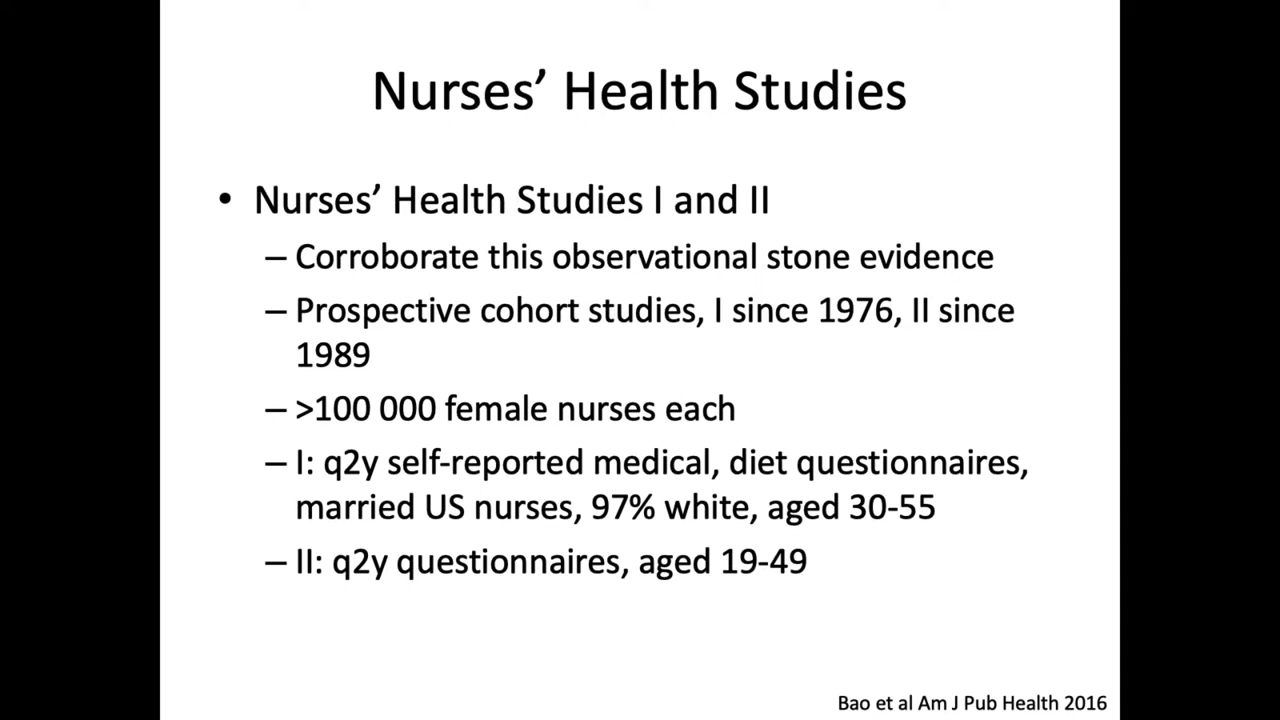 Nurses’ Health Studies
• Nurses’ Health Studies I and II
– Corroborate this observational stone evidence
– Prospective cohort studies, I since 1976, II since
1989
– >100 000 female nurses each
– I: q2y self-reported medical, diet questionnaires,
married US nurses, 97% white, aged 30-55
– II: q2y questionnaires, aged 19-49
Bao et al Am J Pub Health 2016